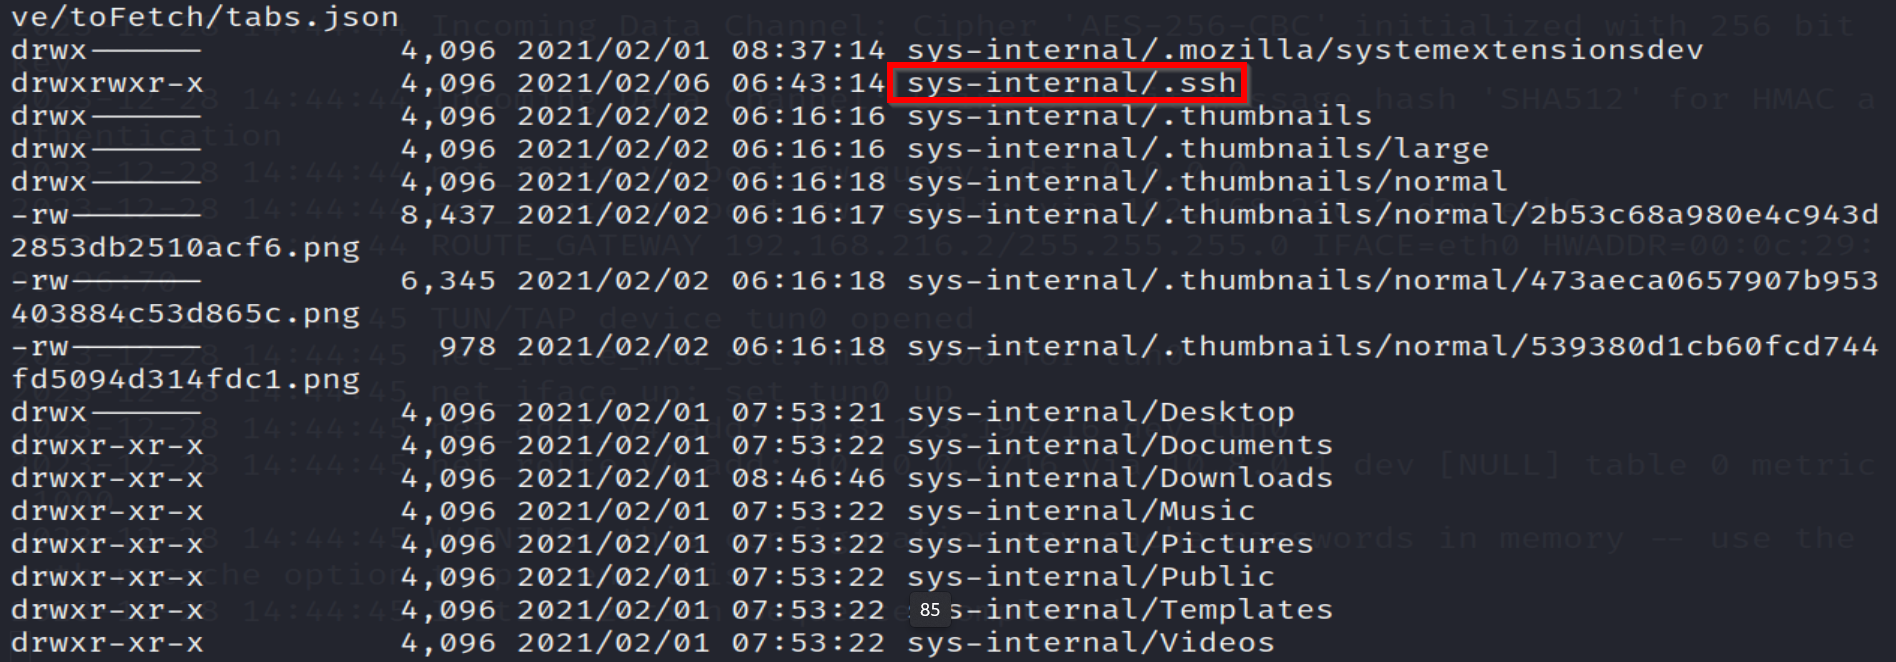 ve/toFetch/tabs.json
drwx------ 4,096 2021/02/01 08:37:14 sys-internal/.mozilla/systemextensionsdev
drwxrwxr-x 4,096 2021/02/06 06:43:14 sys-internal/.ssh
drwx------ 4,096 2021/02/02 06:16:16 sys-internal/.thumbnails
drwx------ 4,096 2021/02/02 06:16:16 sys-internal/.thumbnails/large
drwx------ 4,096 2021/02/02 06:16:18 sys-internal/.thumbnails/normal
-rw------- 8,437 2021/02/02 06:16:17 sys-internal/.thumbnails/normal/2b53c68a980e4c943d
2853db2510acf6.png
-rw------- 6,345 2021/02/02 06:16:18 sys-internal/.thumbnails/normal/473aeca0657907b953
403884c53d865c.png
-rw------- 978 2021/02/02 06:16:18 sys-internal/.thumbnails/normal/539380d1cb60fcd744
fd5094d314fdc1.png
drwx------ 4,096 2021/02/01 07:53:21 sys-internal/Desktop
drwxr-xr-x 4,096 2021/02/01 07:53:22 sys-internal/Documents
drwxr-xr-x 4,096 2021/02/01 08:46:46 sys-internal/Downloads
drwxr-xr-x 4,096 2021/02/01 07:53:22 sys-internal/Music
drwxr-xr-x 4,096 2021/02/01 07:53:22 sys-internal/Pictures
drwxr-xr-x 4,096 2021/02/01 07:53:22 sys-internal/Public
drwxr-xr-x 4,096 2021/02/01 07:53:22 85 s-internal/Templates
drwxr-xr-x 4,096 2021/02/01 07:53:22 sys-internal/Videos